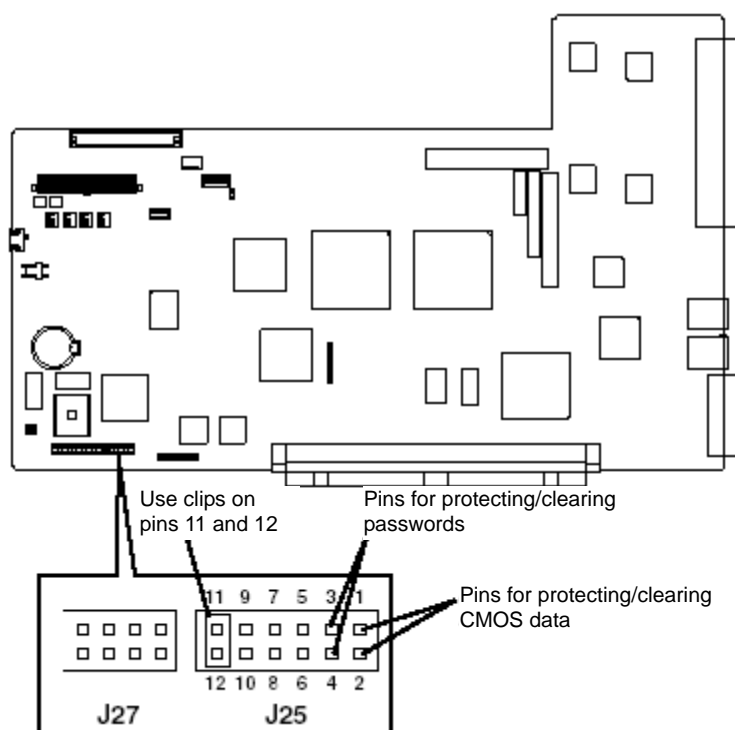 Use clips on
pins 11 and 12
Pins for protecting/clearing
passwords
11 9 7 5 3 1
Pins for protecting/clearing
CMOS data
12 10 8 6 4 2
J27
J25